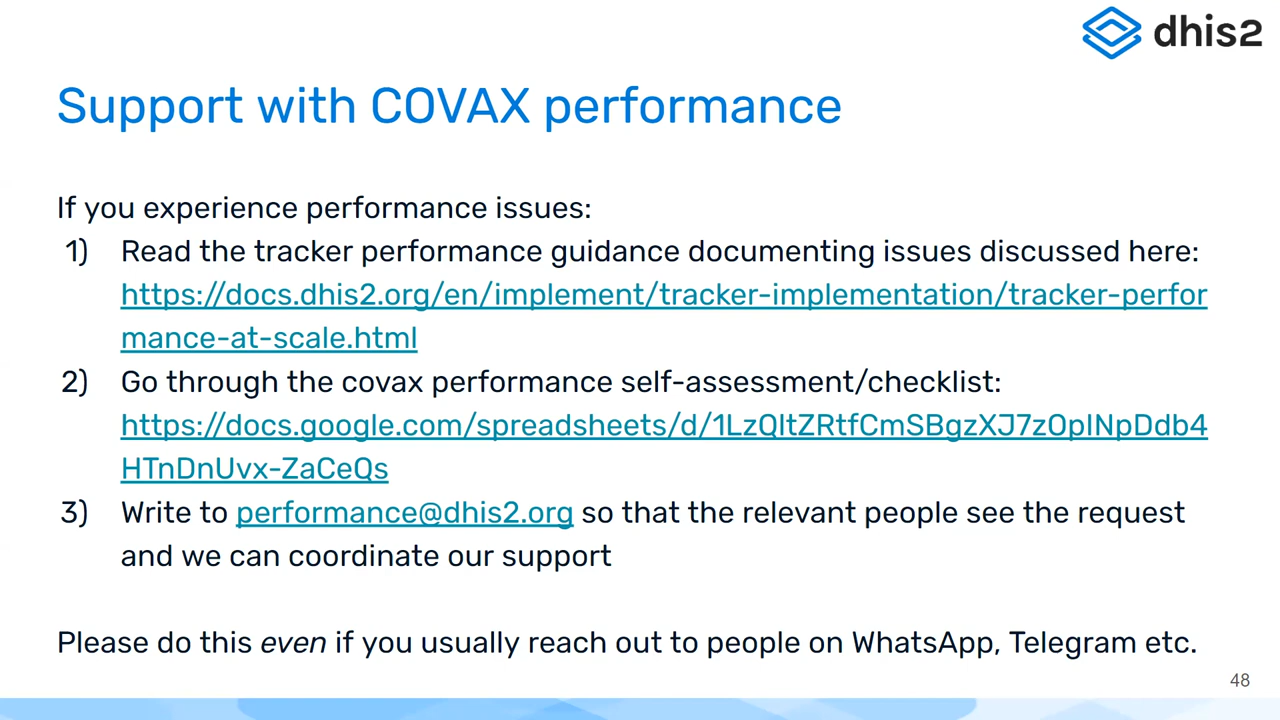 dhis2
Support with COVAX performance
If you experience performance issues:
1) Read the tracker performance guidance documenting issues discussed here:
https://docs.dhis2.org/en/implement/tracker-implementation/tracker-perfor
mance-at-scale.html
2) Go through the covax performance self-assessment/checklist:
https://docs.google.com/spreadsheets/d/1LzQltZRtfCmSBgzXJ7zOplNpDdb4
HTnDnUvx-ZaCeQs
3) Write to performance@dhis2.org so that the relevant people see the request
and we can coordinate our support
Please do this even if you usually reach out to people on WhatsApp, Telegram etc.
48